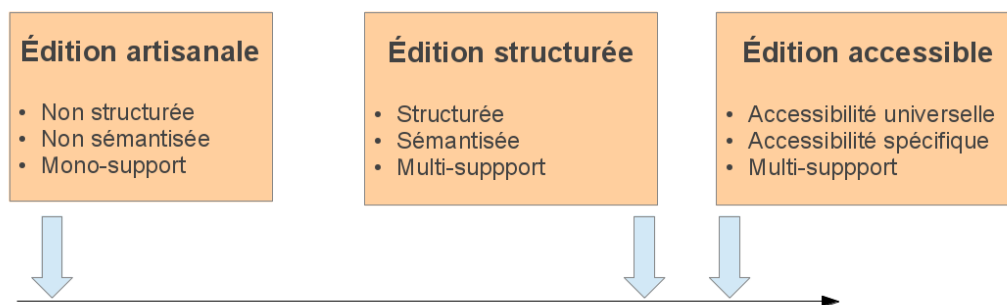 Édition artisanale
• Non structurée
• Non sémantisée
• Mono-support
Édition structurée
• Structurée
• Sémantisée
• Multi-suppport
Édition accessible
• Accessibilité universelle
• Accessibilité spécifique
• Multi-suppport